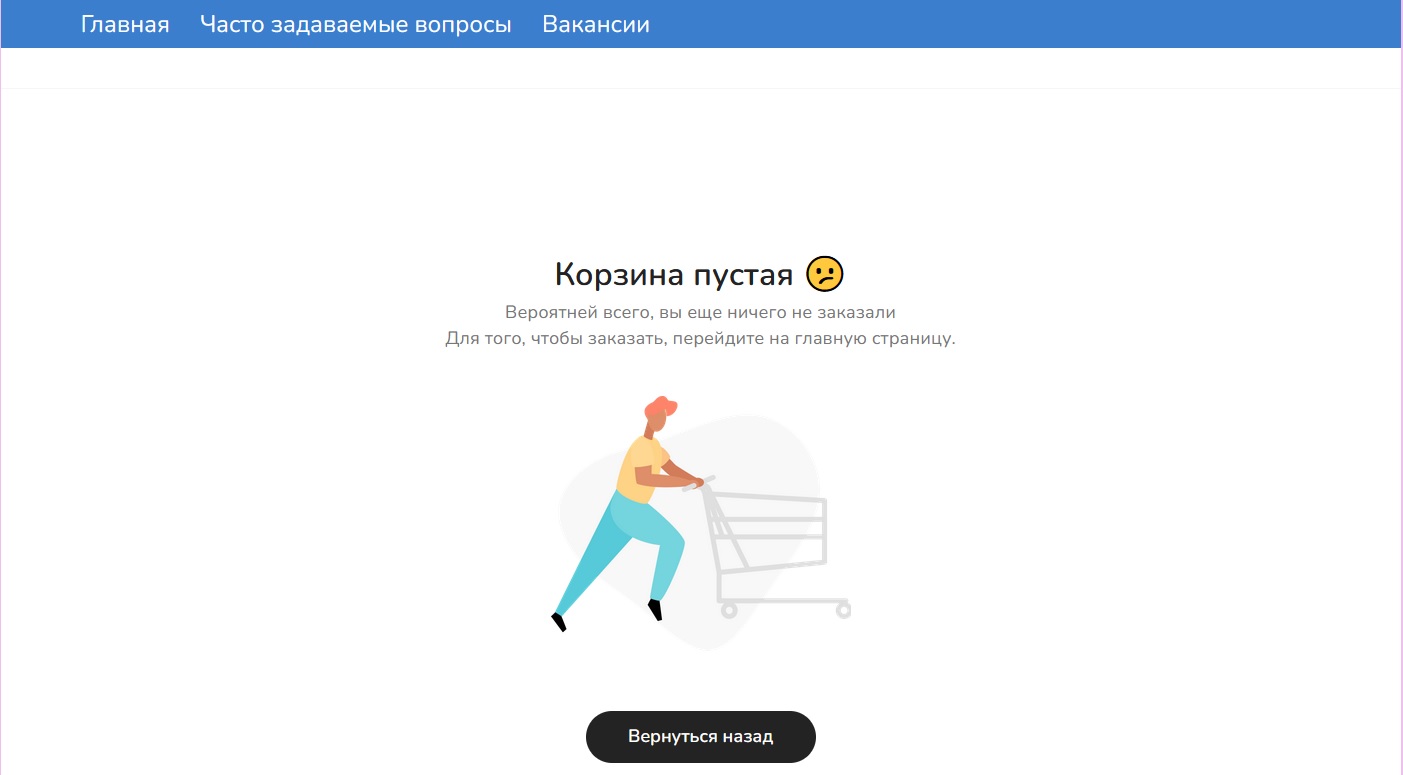 Главная Часто задаваемые вопросы Вакансии
Корзина пустая 😕
Вероятней всего, вы еще ничего не заказали
Для того, чтобы заказать, перейдите на главную страницу.
Вернуться назад